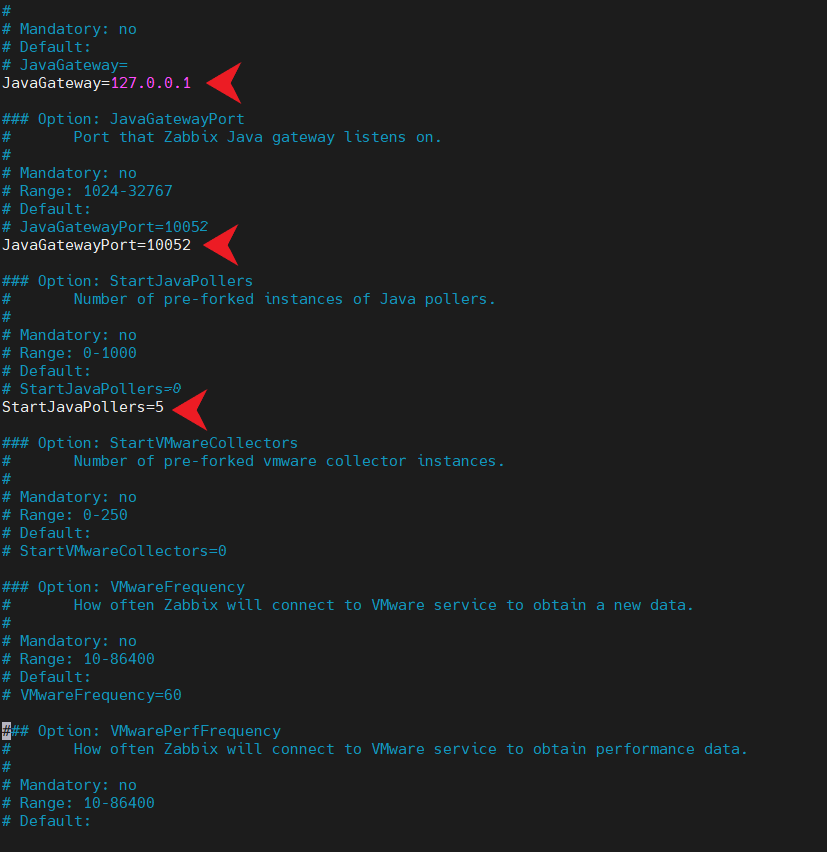 #
# Mandatory: no
# Default:
# JavaGateway=
JavaGateway=127.0.0.1
### Option: JavaGatewayPort
#       Port that Zabbix Java gateway listens on.
#
# Mandatory: no
# Range: 1024-32767
# Default:
# JavaGatewayPort=10052
JavaGatewayPort=10052
### Option: StartJavaPollers
#       Number of pre-forked instances of Java pollers.
#
# Mandatory: no
# Range: 0-1000
# Default:
# StartJavaPollers=0
StartJavaPollers=5
### Option: StartVMwareCollectors
#       Number of pre-forked vmware collector instances.
#
# Mandatory: no
# Range: 0-250
# Default:
# StartVMwareCollectors=0
### Option: VMwareFrequency
#       How often Zabbix will connect to VMware service to obtain a new data.
#
# Mandatory: no
# Range: 10-86400
# Default:
# VMwareFrequency=60
### Option: VMwarePerfFrequency
#       How often Zabbix will connect to VMware service to obtain performance data.
#
# Mandatory: no
# Range: 10-86400
# Default: